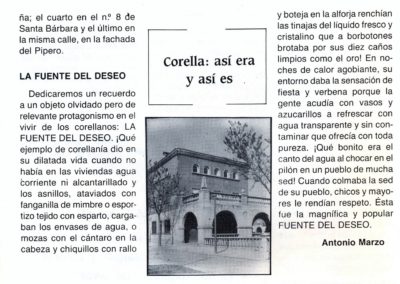 ña; el cuarto en el n.º 8 de
Santa Bárbara y el último en
la misma calle, en la fachada
del Pipero.
LA FUENTE DEL DESEO
Dedicaremos un recuerdo
a un objeto olvidado pero de
relevante protagonismo en el
vivir de los corellanos: LA
FUENTE DEL DESEO. ¡Qué
ejemplo de corellanía dio en
su dilatada vida cuando no
había en las viviendas agua
corriente ni alcantarillado y
los asnillos, ataviados con
fanganilla de mimbre o espor-
tizo tejido con esparto, carga-
ban los envases de agua, o
mozas con el cántaro en la
cabeza y chiquillos con rallo
Corella: así era
y así es
y boteja en la alforja renchían
las tinajas del líquido fresco y
cristalino que a borbotones
brotaba por sus diez caños
limpios como el oro! En no-
ches de calor agobiante, su
entorno daba la sensación de
fiesta y verbena porque la
gente acudía con vasos y
azucarillos a refrescar con
agua transparente y sin con-
taminar que ofrecía con toda
pureza. ¡Qué bonito era el
canto del agua al chocar en el
pilón en un pueblo de mucha
sed! Cuando colmaba la sed
de su pueblo, chicos y mayo-
res le rendían respeto. Ésta
fue la magnífica y popular
FUENTE DEL DESEO.
Antonio Marzo